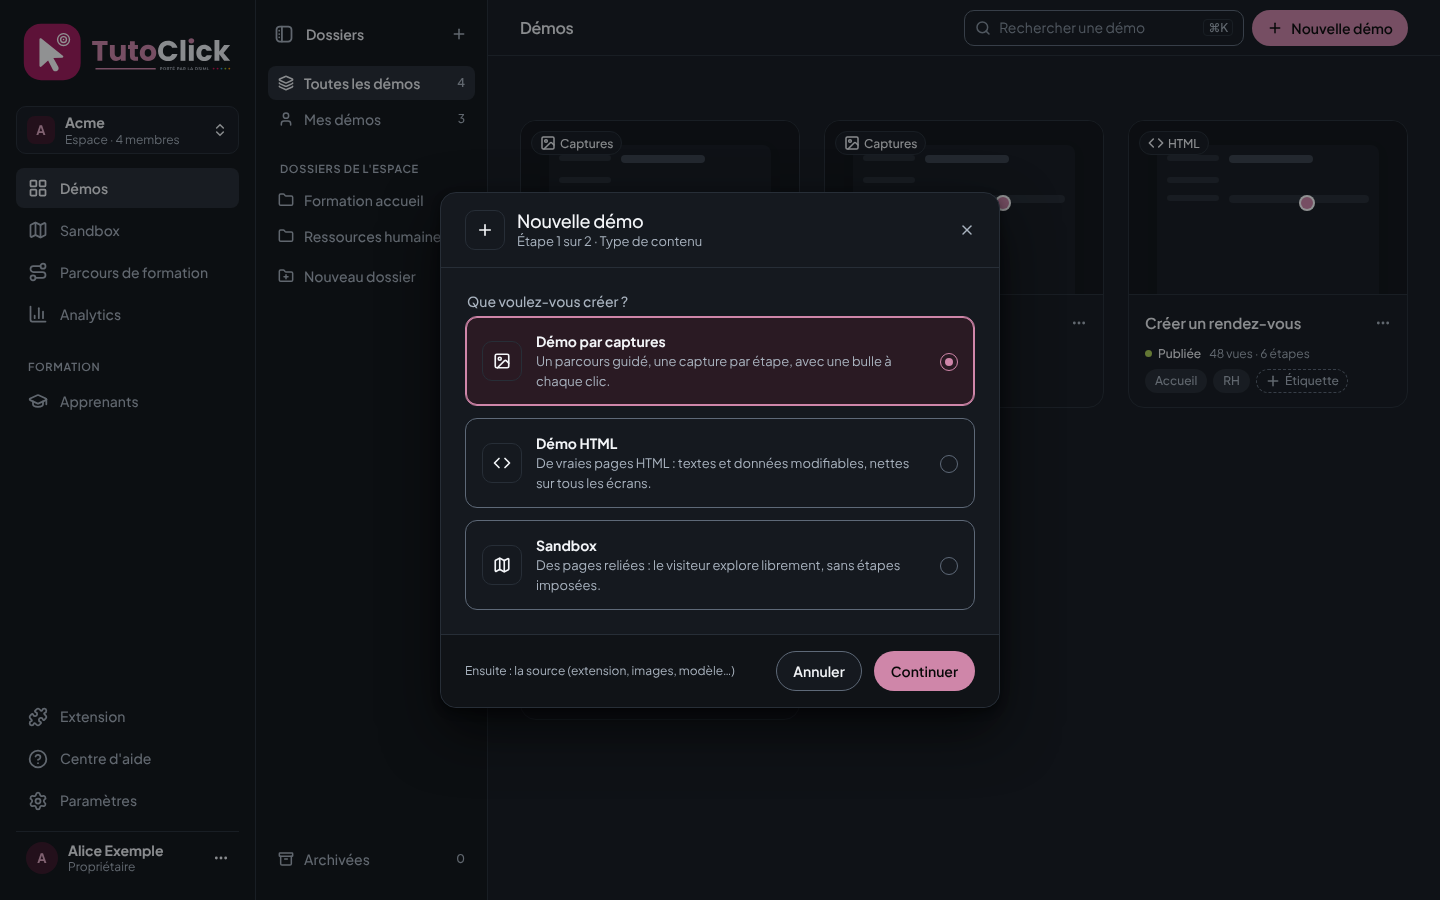 TutoClick
Acme
Espace · 4 membres
Démos
Sandbox
Parcours de formation
Analytics
FORMATION
Apprenants
Extension
Centre d'aide
Paramètres
Alice Exemple
Propriétaire
Dossiers
Toutes les démos 4
Mes démos 3
DOSSIERS DE L'ESPACE
Formation accueil
Ressources humaine
Nouveau dossier
Archivées 0
Démos
Rechercher une démo ⌘K
Nouvelle démo
Captures
Captures
HTML
Créer un rendez-vous
Publiée 48 vues · 6 étapes
Accueil RH + Étiquette
Nouvelle démo
Étape 1 sur 2 · Type de contenu
Que voulez-vous créer ?
Démo par captures
Un parcours guidé, une capture par étape, avec une bulle à
chaque clic.
Démo HTML
De vraies pages HTML : textes et données modifiables, nettes
sur tous les écrans.
Sandbox
Des pages reliées : le visiteur explore librement, sans étapes
imposées.
Ensuite : la source (extension, images, modèle…)
Annuler
Continuer
A
A